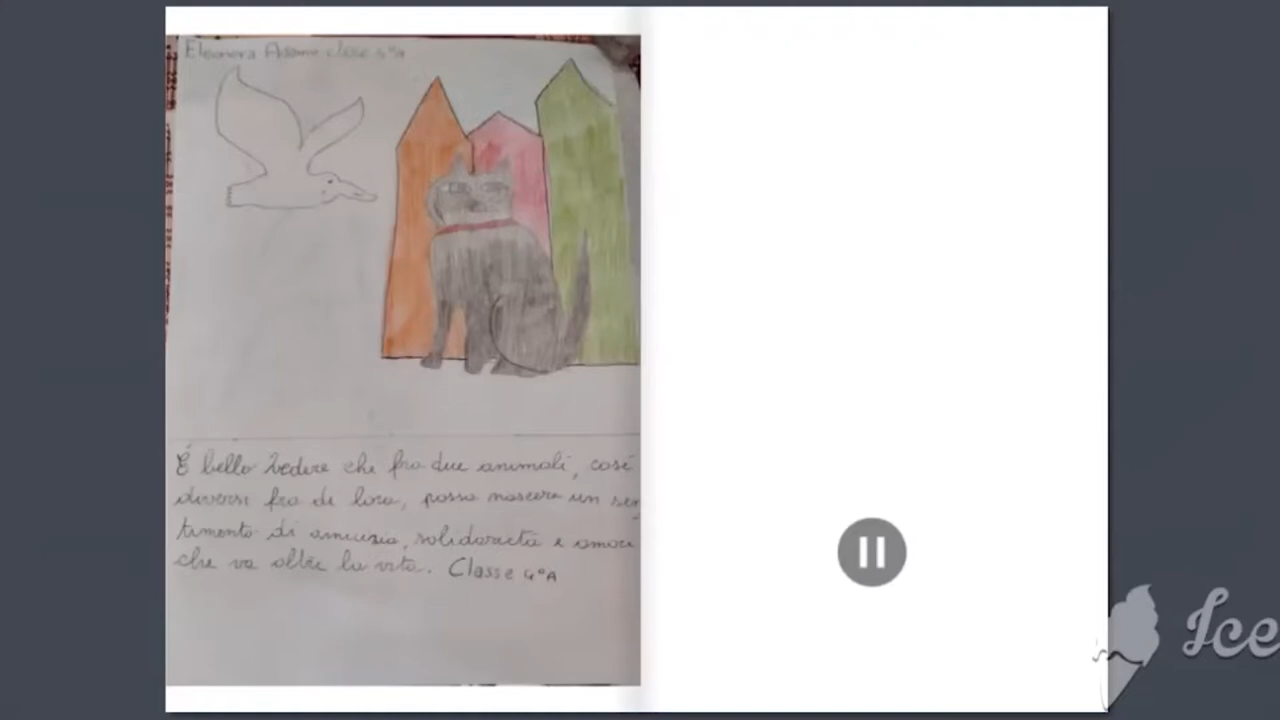 Eleonora Adamo classe 4°A
È bello vedere che fra due animali, così
diversi fra di loro, possa nascere un sen
timento di amicizia, solidarietà e amore
che va oltre la vita. Classe 4°A
Ice